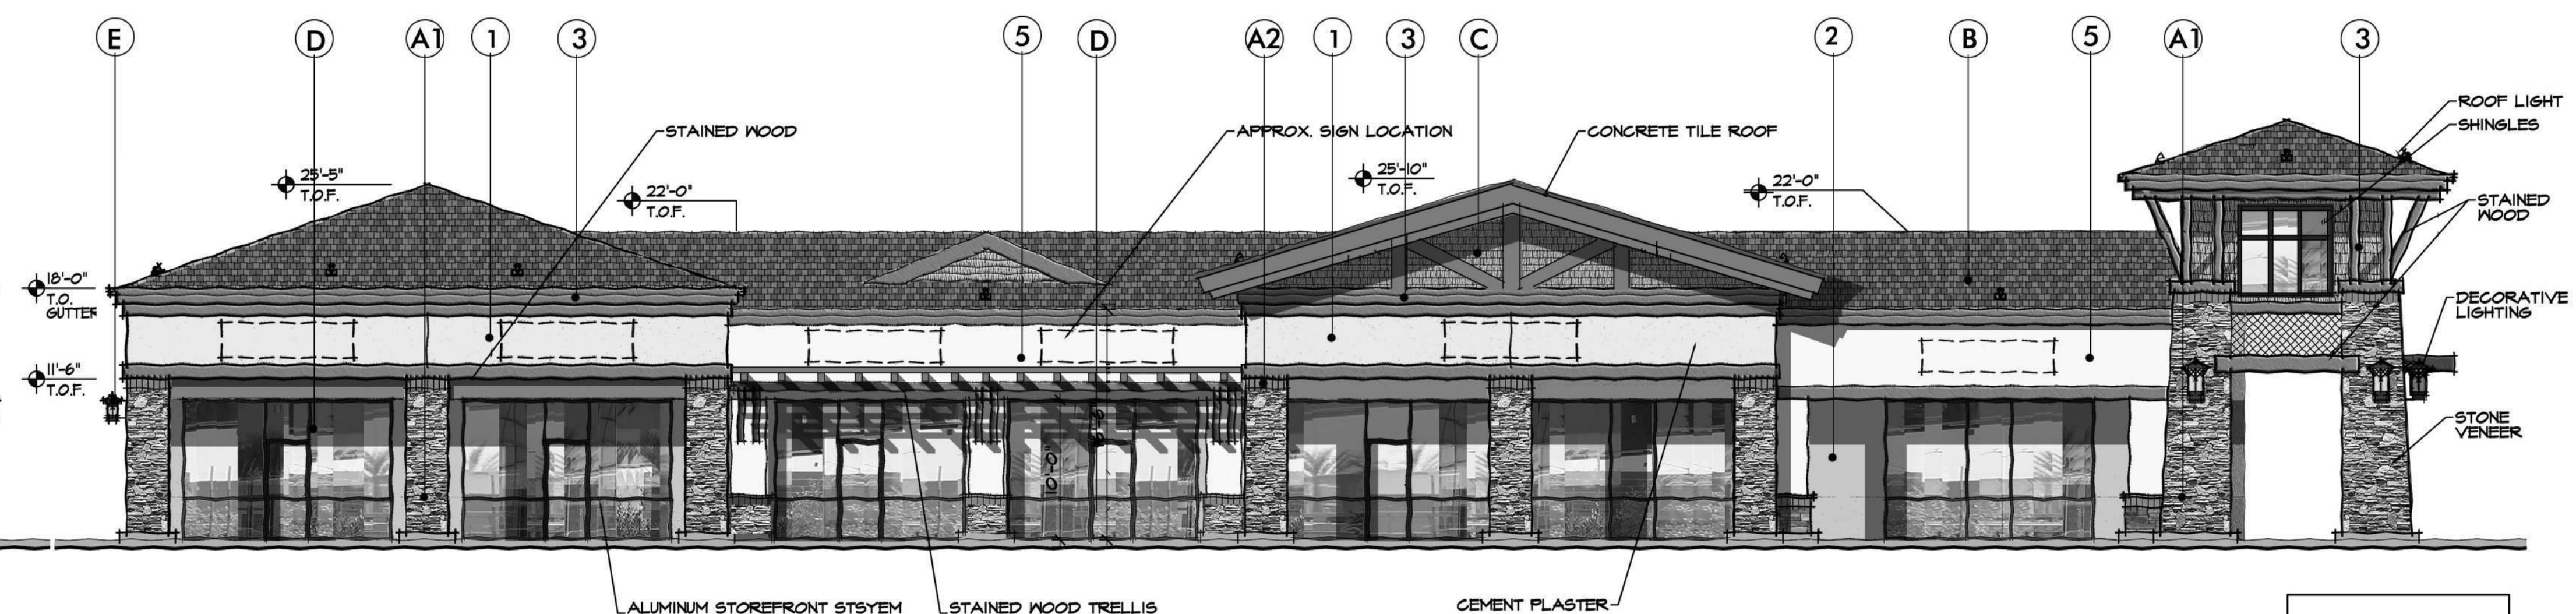 E
D
A1
1
3
5
D
A2
1
3
C
2
B
5
A1
3
STAINED WOOD
APPROX. SIGN LOCATION
CONCRETE TILE ROOF
ROOF LIGHT
SHINGLES
25'-5"
T.O.F.
22'-0"
T.O.F.
25'-10"
T.O.F.
22'-0"
T.O.F.
STAINED
WOOD
18'-0"
T.O.
GUTTER
DECORATIVE
LIGHTING
11'-6"
T.O.F.
STONE
VENEER
10'-0"
ALUMINUM STOREFRONT STSYEM
STAINED WOOD TRELLIS
CEMENT PLASTER